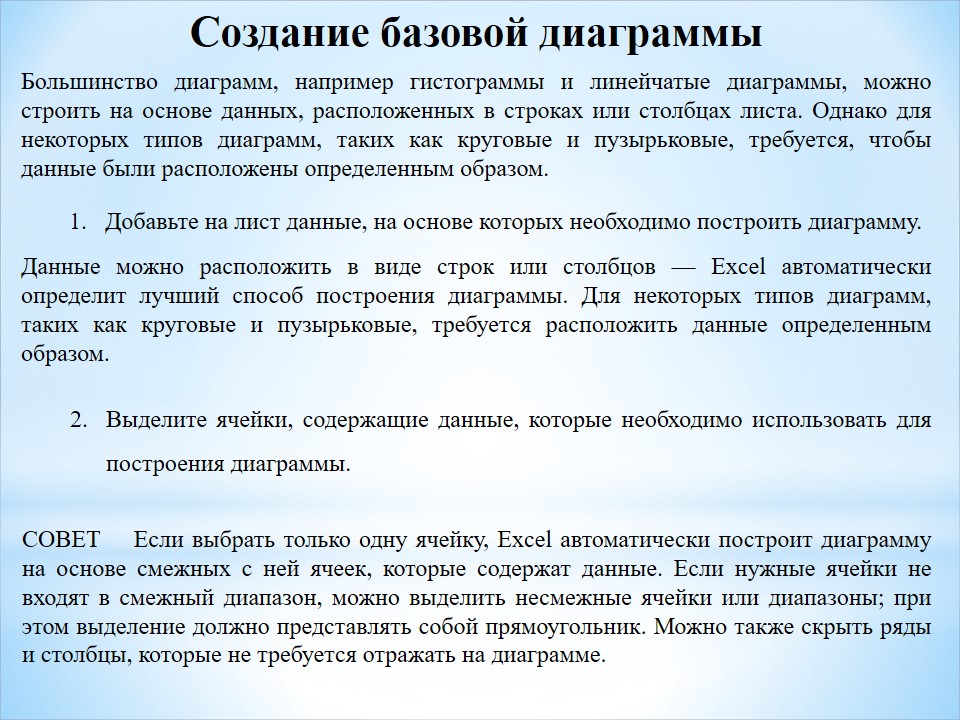 Создание базовой диаграммы
Большинство диаграмм, например гистограммы и линейчатые диаграммы, можно
строить на основе данных, расположенных в строках или столбцах листа. Однако для
некоторых типов диаграмм, таких как круговые и пузырьковые, требуется, чтобы
данные были расположены определенным образом.
1. Добавьте на лист данные, на основе которых необходимо построить диаграмму.
Данные можно расположить в виде строк или столбцов — Excel автоматически
определит лучший способ построения диаграммы. Для некоторых типов диаграмм,
таких как круговые и пузырьковые, требуется расположить данные определенным
образом.
2. Выделите ячейки, содержащие данные, которые необходимо использовать для
построения диаграммы.
СОВЕТ Если выбрать только одну ячейку, Excel автоматически построит диаграмму
на основе смежных с ней ячеек, которые содержат данные. Если нужные ячейки не
входят в смежный диапазон, можно выделить несмежные ячейки или диапазоны; при
этом выделение должно представлять собой прямоугольник. Можно также скрыть ряды
и столбцы, которые не требуется отражать на диаграмме.